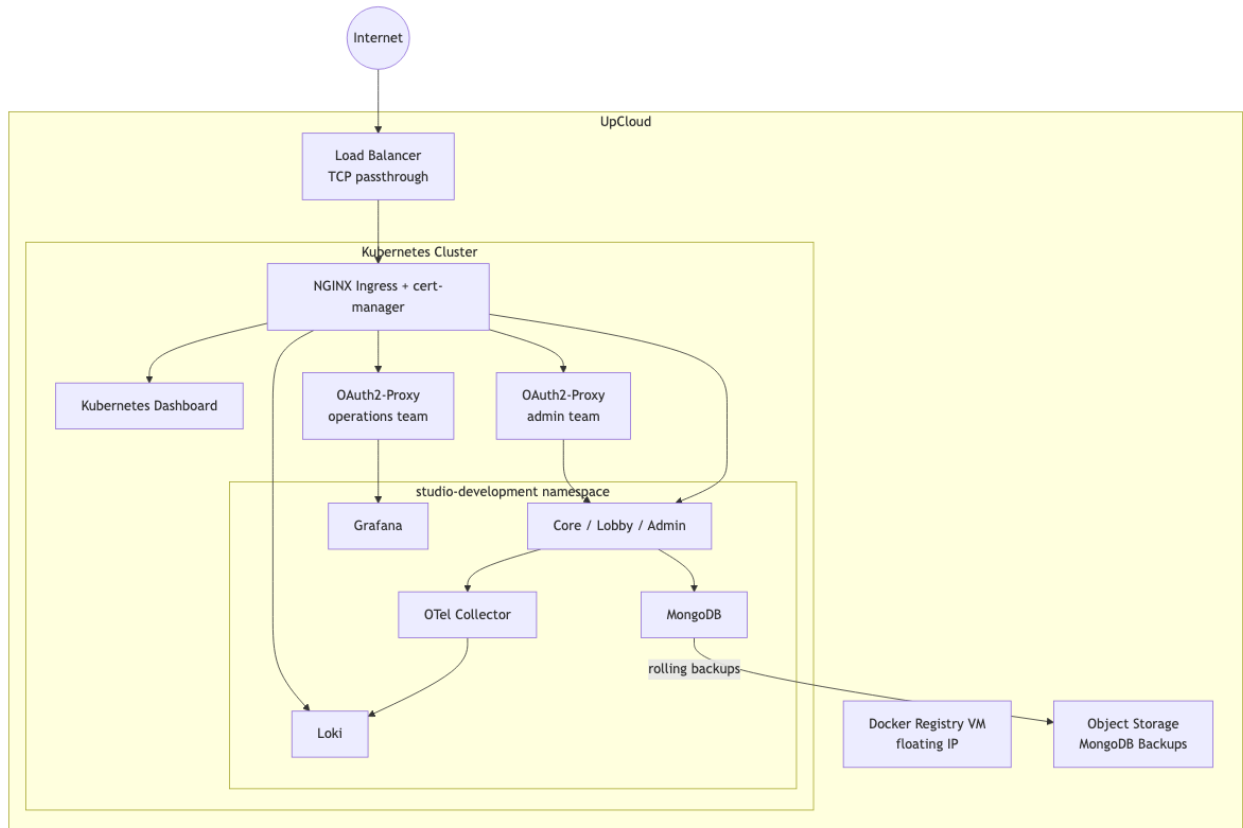 Internet
UpCloud
Load Balancer
TCP passthrough
Kubernetes Cluster
NGINX Ingress + cert-
manager
Kubernetes Dashboard
OAuth2-Proxy
operations team
OAuth2-Proxy
admin team
studio-development namespace
Grafana
Core / Lobby / Admin
OTel Collector
MongoDB
rolling backups
Loki
Docker Registry VM
floating IP
Object Storage
MongoDB Backups